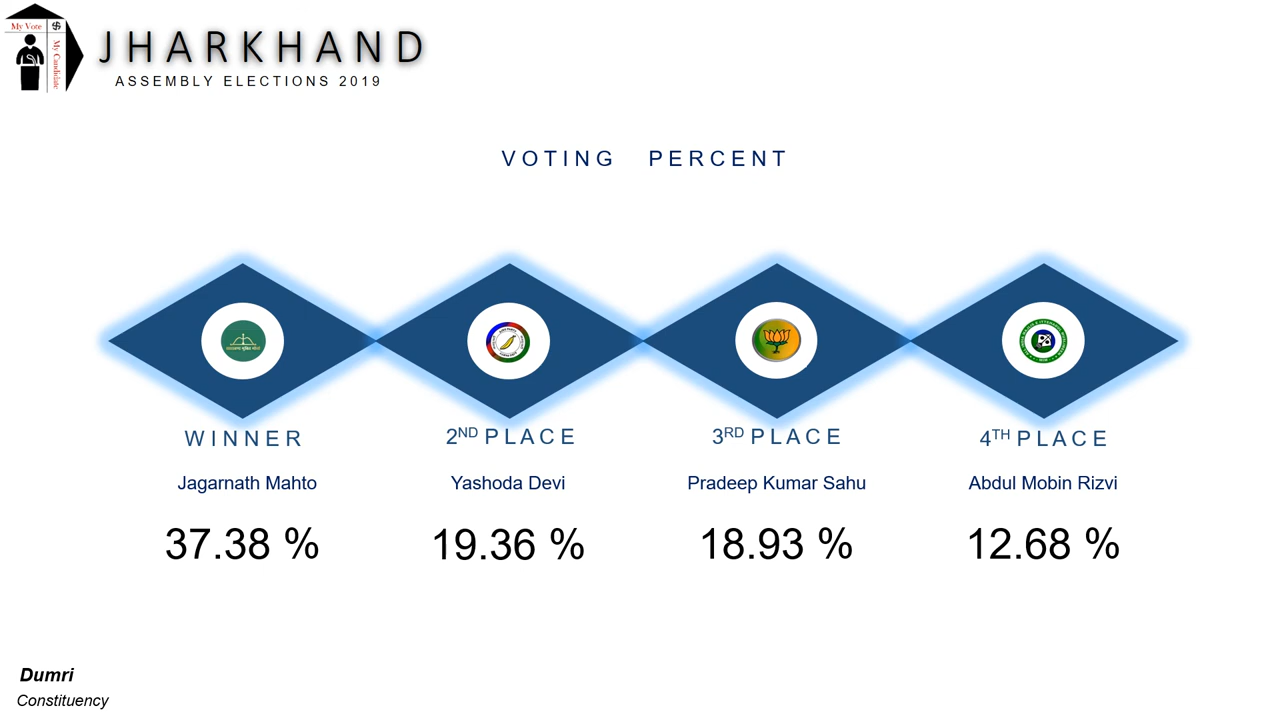 My Vote
My Candidate
JHARKHAND
ASSEMBLY ELECTIONS 2019
VOTING PERCENT
WINNER
2ND PLACE
3RD PLACE
4TH PLACE
Jagarnath Mahto
Yashoda Devi
Pradeep Kumar Sahu
Abdul Mobin Rizvi
37.38 %
19.36 %
18.93 %
12.68 %
Dumri
Constituency